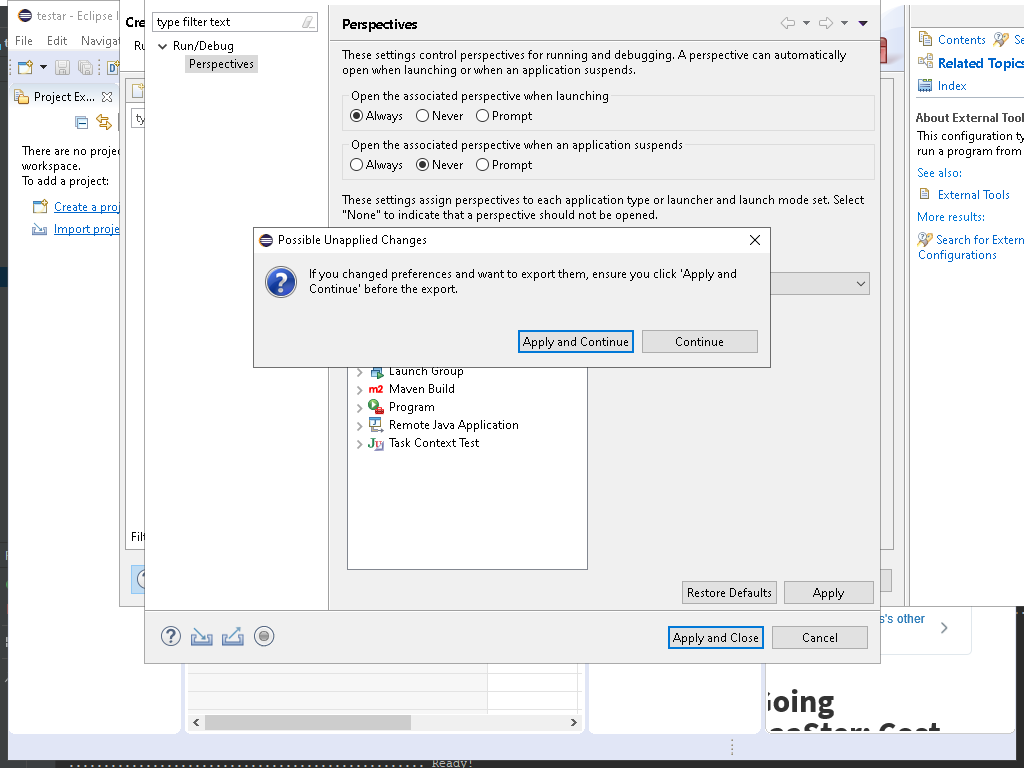 testar - Eclipse I
File Edit Naviga
Project Ex...
There are no proje
workspace.
To add a project:
Create a proj
Import proje
Cre
Ru
ty
Filt
type filter text
Run/Debug
Perspectives
Perspectives
These settings control perspectives for running and debugging. A perspective can automatically
open when launching or when an application suspends.
Open the associated perspective when launching
Always Never Prompt
Open the associated perspective when an application suspends
Always Never Prompt
These settings assign perspectives to each application type or launcher and launch mode set. Select
"None" to indicate that a perspective should not be opened.
Possible Unapplied Changes
If you changed preferences and want to export them, ensure you click 'Apply and
Continue' before the export.
Apply and Continue Continue
Launch Group
m2 Maven Build
Program
Remote Java Application
Ju Task Context Test
Restore Defaults Apply
Apply and Close Cancel
Contents Se
Related Topics
Index
About External Tool
This configuration ty
run a program from
See also:
External Tools
More results:
Search for Extern
Configurations
s's other
Going
Ready!